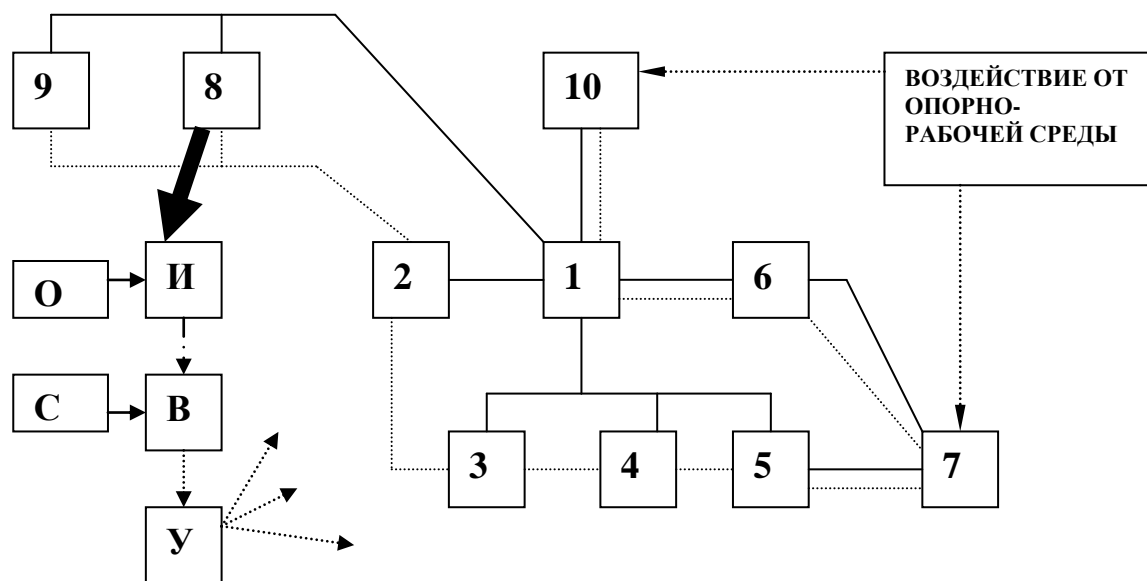 9
8
10
ВОЗДЕЙСТВИЕ ОТ
ОПОРНО-
РАБОЧЕЙ СРЕДЫ
О
И
2
1
6
С
В
3
4
5
7
У